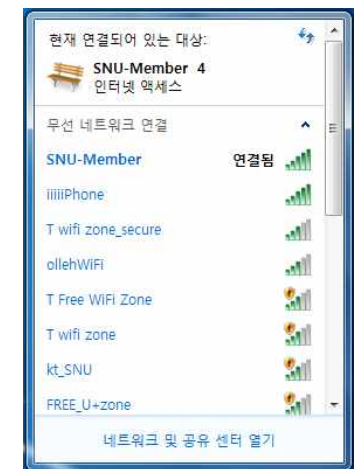 현재 연결되어 있는 대상:
SNU-Member 4
인터넷 액세스
무선 네트워크 연결
SNU-Member 연결됨
iiiiiPhone
T wifi zone_secure
ollehWiFi
T Free WiFi Zone
T wifi zone
kt_SNU
FREE_U+zone
네트워크 및 공유 센터 열기